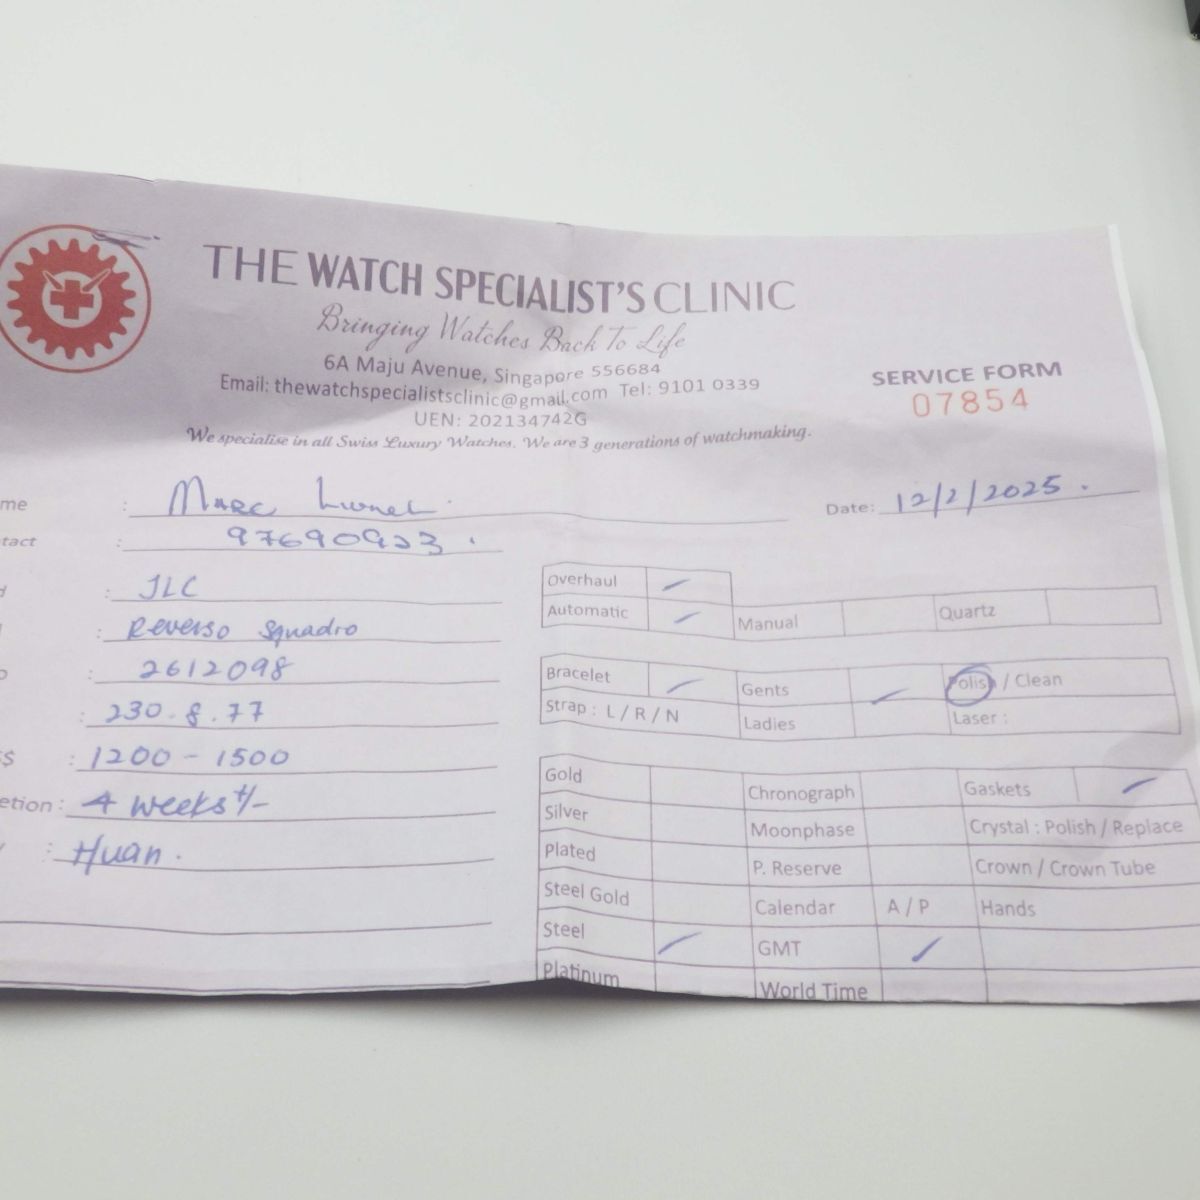 THE WATCH SPECIALIST'S CLINIC
Bringing Watches Back To Life
6A Maju Avenue, Singapore 556684
Email: thewatchspecialistsclinic@gmail.com Tel: 9101 0339
UEN: 202134742G
We specialise in all Swiss Luxury Watches. We are 3 generations of watchmaking.
SERVICE FORM
07854
me : Marc Lionel
Date: 12/2/2025.
tact : 97690923.
: JLC
: Reverso Squadro
: 2612098
: 230.8.77
S$ : 1200 - 1500
etion : 4 weeks +/-
: Huan.
Overhaul
Automatic Manual Quartz
Bracelet Gents Polish / Clean
Strap : L / R / N Ladies Laser :
Gold Chronograph Gaskets
Silver Moonphase Crystal : Polish / Replace
Plated P. Reserve Crown / Crown Tube
Steel Gold Calendar A / P Hands
Steel GMT
Platinum World Time